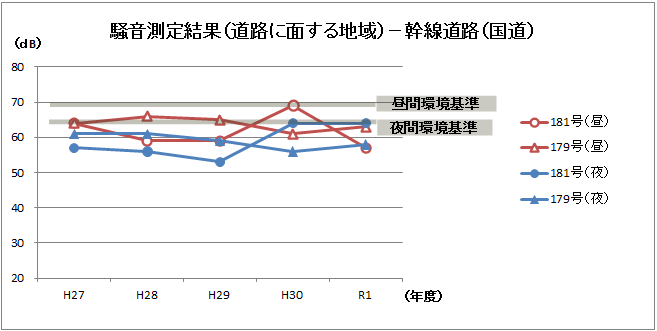 騒音測定結果(道路に面する地域)－幹線道路(国道)
(dB)
80
70
60
50
40
30
20
昼間環境基準
夜間環境基準
H27 H28 H29 H30 R1
(年度)
181号(昼)
179号(昼)
181号(夜)
179号(夜)